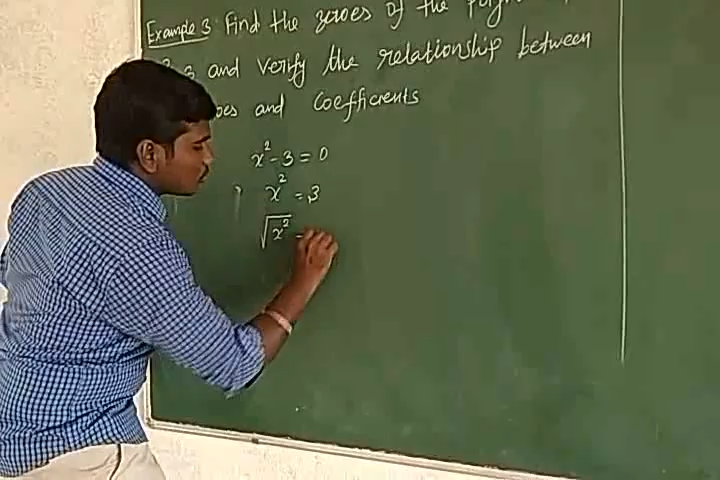 Example 3 Find the zeroes of the
3 and verify the relationship between
and Coefficients
x² - 3 = 0
x² = 3
√x² =